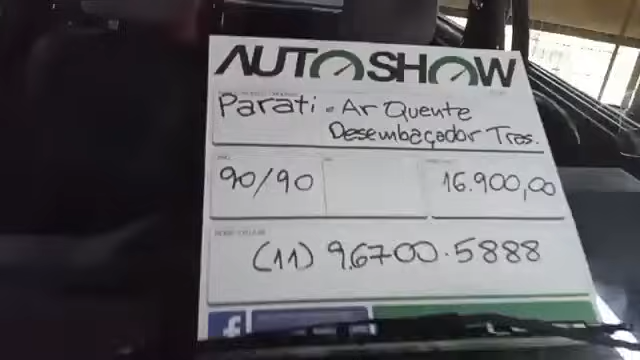 AUTOSHOW
Parati . Ar Quente
Desembaçador Tras.
90/90 16.900,00
(11) 96700.5888
f